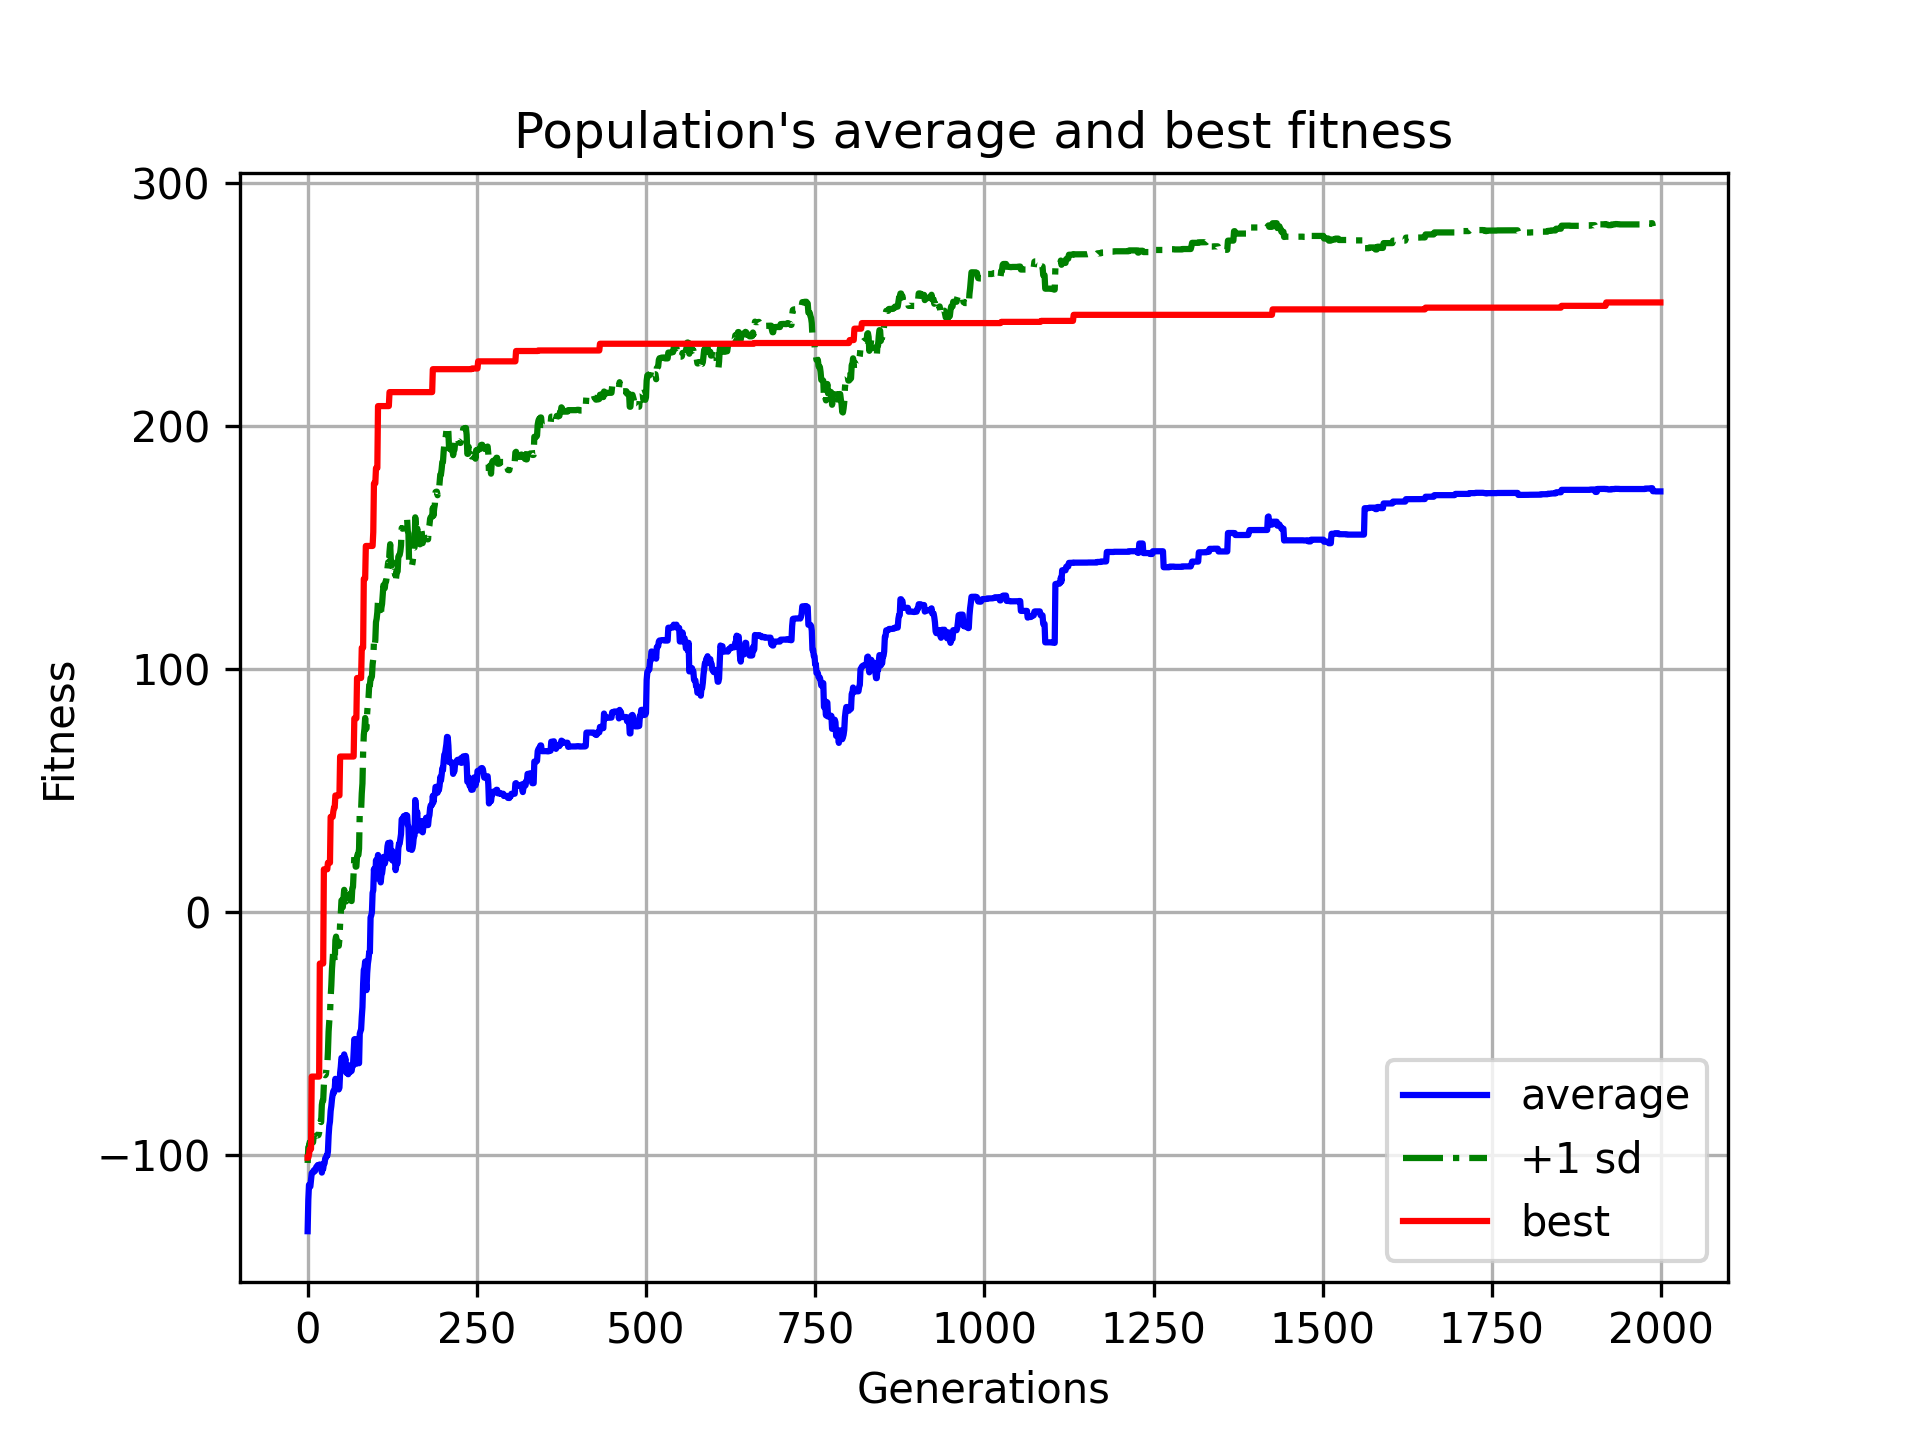 Population's average and best fitness
Fitness
300
200
100
0
−100
0 250 500 750 1000 1250 1500 1750 2000
Generations
average
+1 sd
best